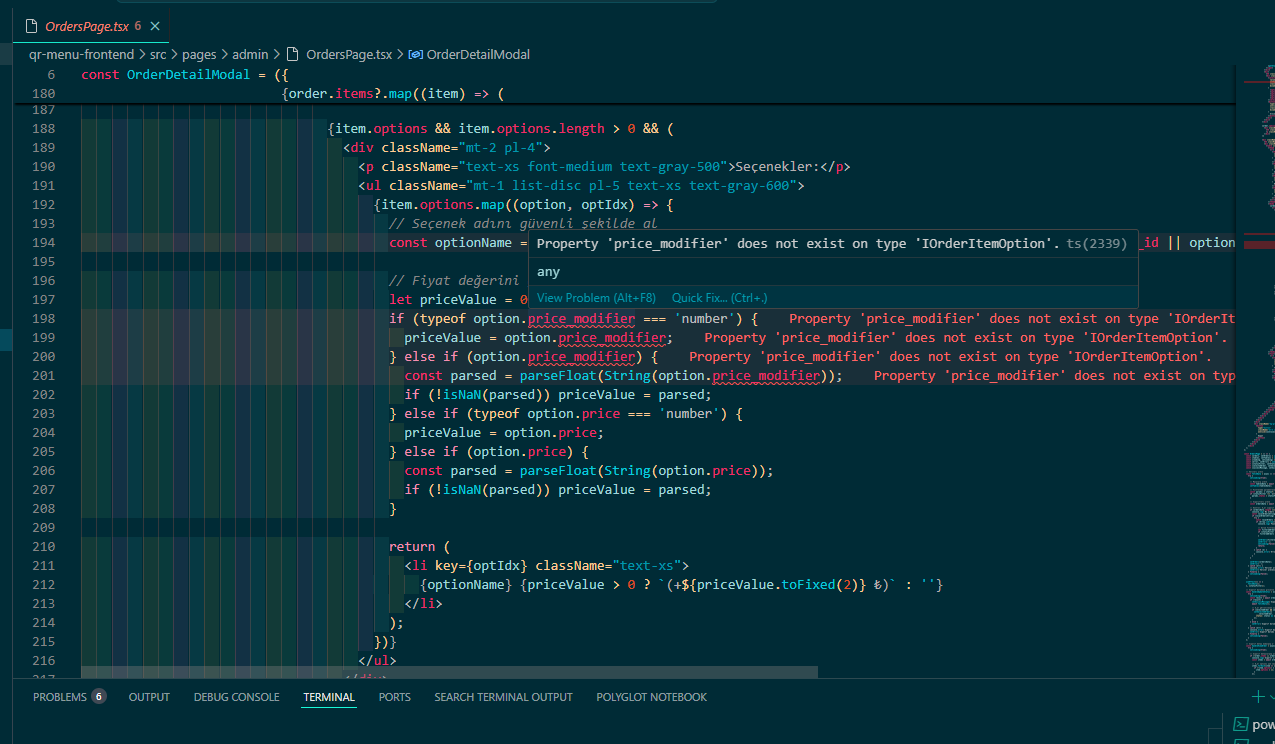 OrdersPage.tsx 6
qr-menu-frontend > src > pages > admin > OrdersPage.tsx > OrderDetailModal
6 const OrderDetailModal = ({
180 {order.items?.map((item) => (
187
188 {item.options && item.options.length > 0 && (
189 <div className="mt-2 pl-4">
190 <p className="text-xs font-medium text-gray-500">Seçenekler:</p>
191 <ul className="mt-1 list-disc pl-5 text-xs text-gray-600">
192 {item.options.map((option, optIdx) => {
193 // Seçenek adını güvenli şekilde al
194 const optionName = _id || option
Property 'price_modifier' does not exist on type 'IOrderItemOption'. ts(2339)
any
View Problem (Alt+F8) Quick Fix... (Ctrl+.)
195
196 // Fiyat değerini
197 let priceValue = 0
198 if (typeof option.price_modifier === 'number') { Property 'price_modifier' does not exist on type 'IOrderIt
199 priceValue = option.price_modifier; Property 'price_modifier' does not exist on type 'IOrderItemOption'.
200 } else if (option.price_modifier) { Property 'price_modifier' does not exist on type 'IOrderItemOption'.
201 const parsed = parseFloat(String(option.price_modifier)); Property 'price_modifier' does not exist on typ
202 if (!isNaN(parsed)) priceValue = parsed;
203 } else if (typeof option.price === 'number') {
204 priceValue = option.price;
205 } else if (option.price) {
206 const parsed = parseFloat(String(option.price));
207 if (!isNaN(parsed)) priceValue = parsed;
208 }
209
210 return (
211 <li key={optIdx} className="text-xs">
212 {optionName} {priceValue > 0 ? `(+${priceValue.toFixed(2)} ₺)` : ''}
213 </li>
214 );
215 })}
216 </ul>
217 </div>
PROBLEMS 6 OUTPUT DEBUG CONSOLE TERMINAL PORTS SEARCH TERMINAL OUTPUT POLYGLOT NOTEBOOK
pow